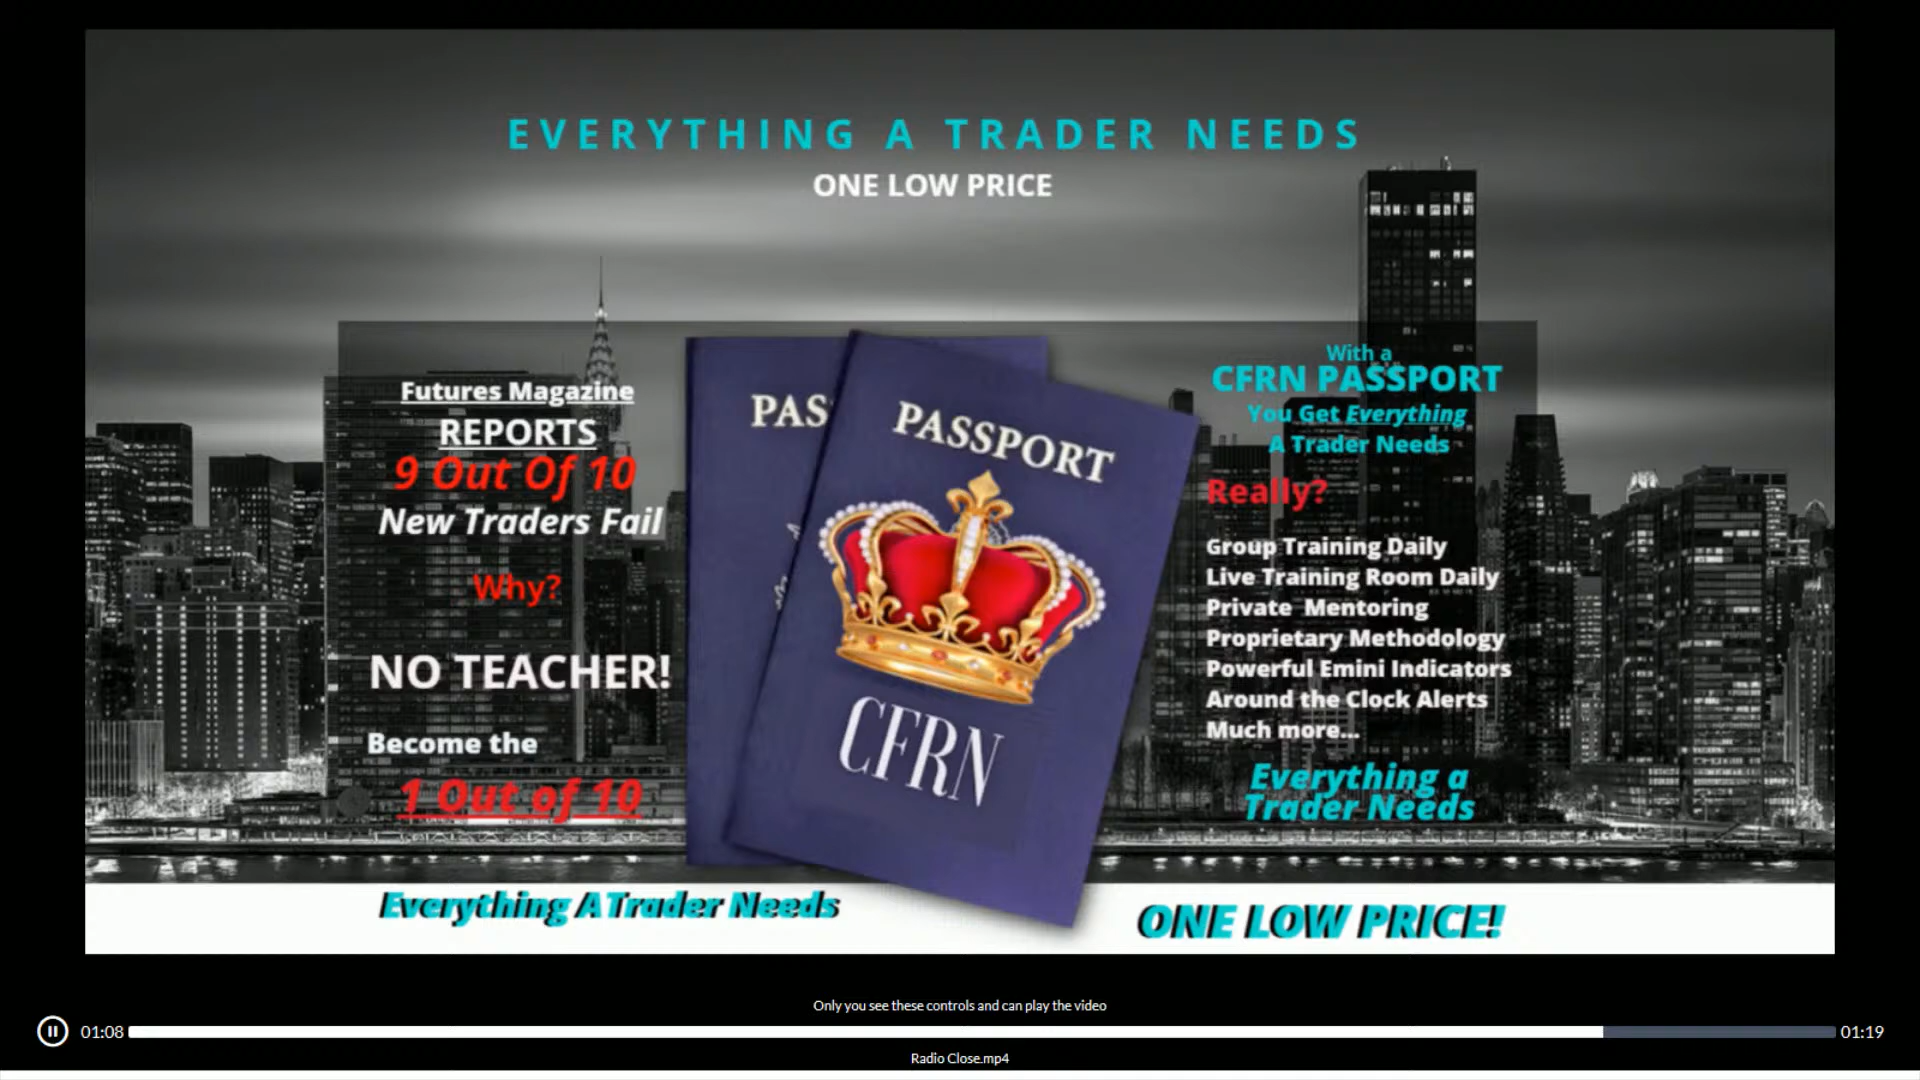 EVERYTHING A TRADER NEEDS
ONE LOW PRICE
Futures Magazine
REPORTS
9 Out Of 10
New Traders Fail
Why?
NO TEACHER!
Become the
1 Out of 10
PAS
PASSPORT
CFRN
With a
CFRN PASSPORT
You Get Everything
A Trader Needs
Really?
Group Training Daily
Live Training Room Daily
Private Mentoring
Proprietary Methodology
Powerful Emini Indicators
Around the Clock Alerts
Much more...
Everything a
Trader Needs
Everything A Trader Needs
ONE LOW PRICE!
Only you see these controls and can play the video
01:08
01:19
Radio Close.mp4